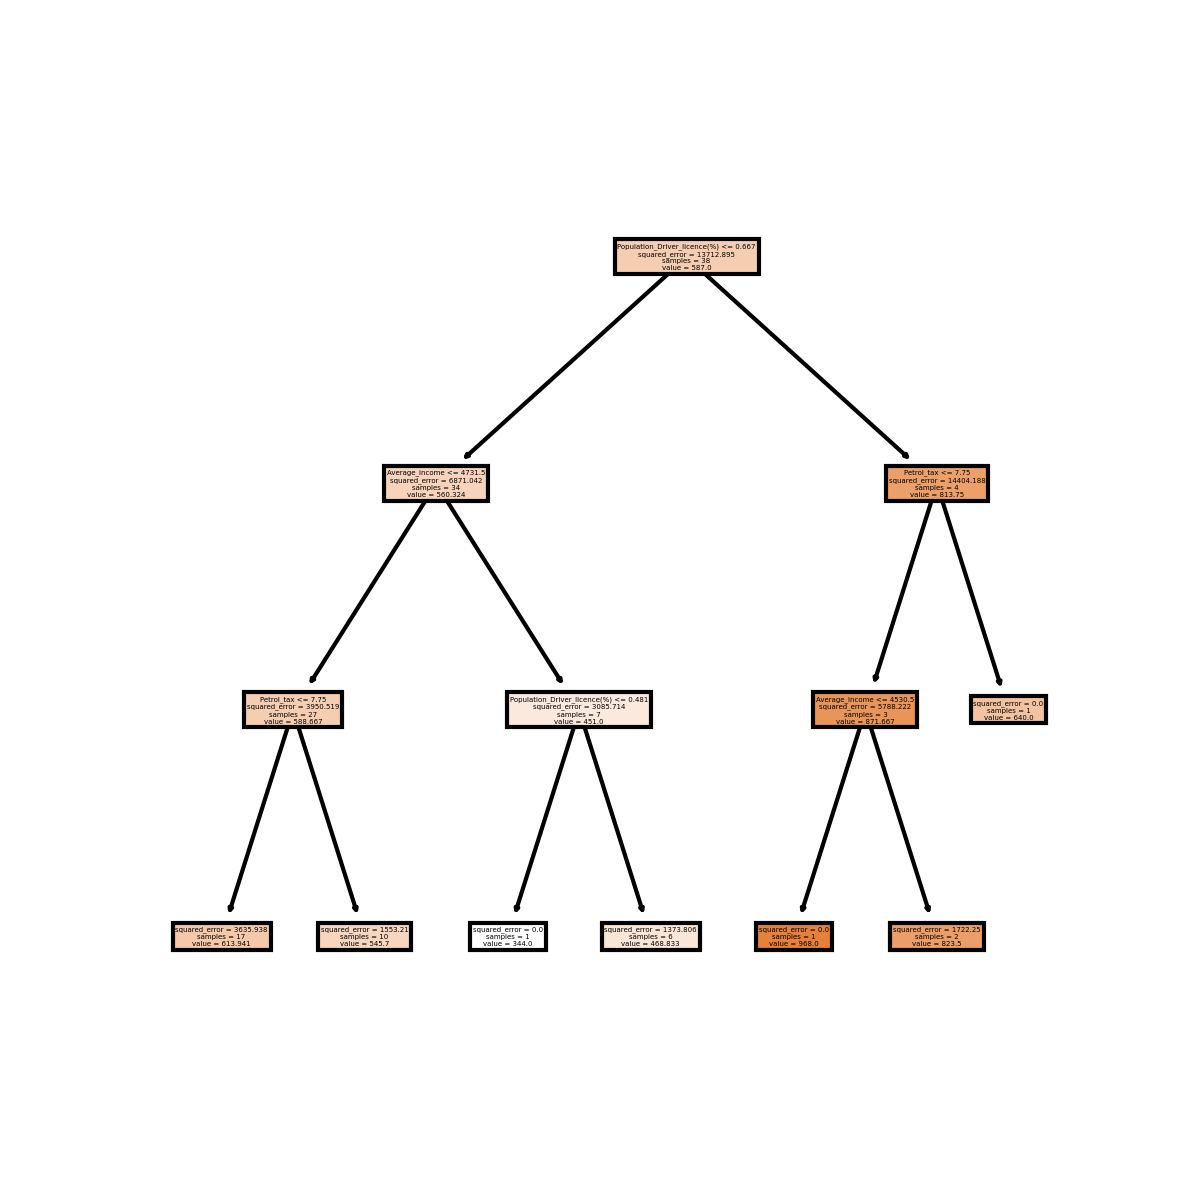 Population_Driver_licence(%) <= 0.667
squared_error = 13712.895
samples = 38
value = 587.0
Average_income <= 4731.5
squared_error = 6871.042
samples = 34
value = 560.324
Petrol_tax <= 7.75
squared_error = 14404.188
samples = 4
value = 813.75
Petrol_tax <= 7.75
squared_error = 3950.519
samples = 27
value = 588.667
Population_Driver_licence(%) <= 0.481
squared_error = 3085.714
samples = 7
value = 451.0
Average_income <= 4530.5
squared_error = 5788.222
samples = 3
value = 871.667
squared_error = 0.0
samples = 1
value = 640.0
squared_error = 3635.938
samples = 17
value = 613.941
squared_error = 1553.21
samples = 10
value = 545.7
squared_error = 0.0
samples = 1
value = 344.0
squared_error = 1373.806
samples = 6
value = 468.833
squared_error = 0.0
samples = 1
value = 968.0
squared_error = 1722.25
samples = 2
value = 823.5